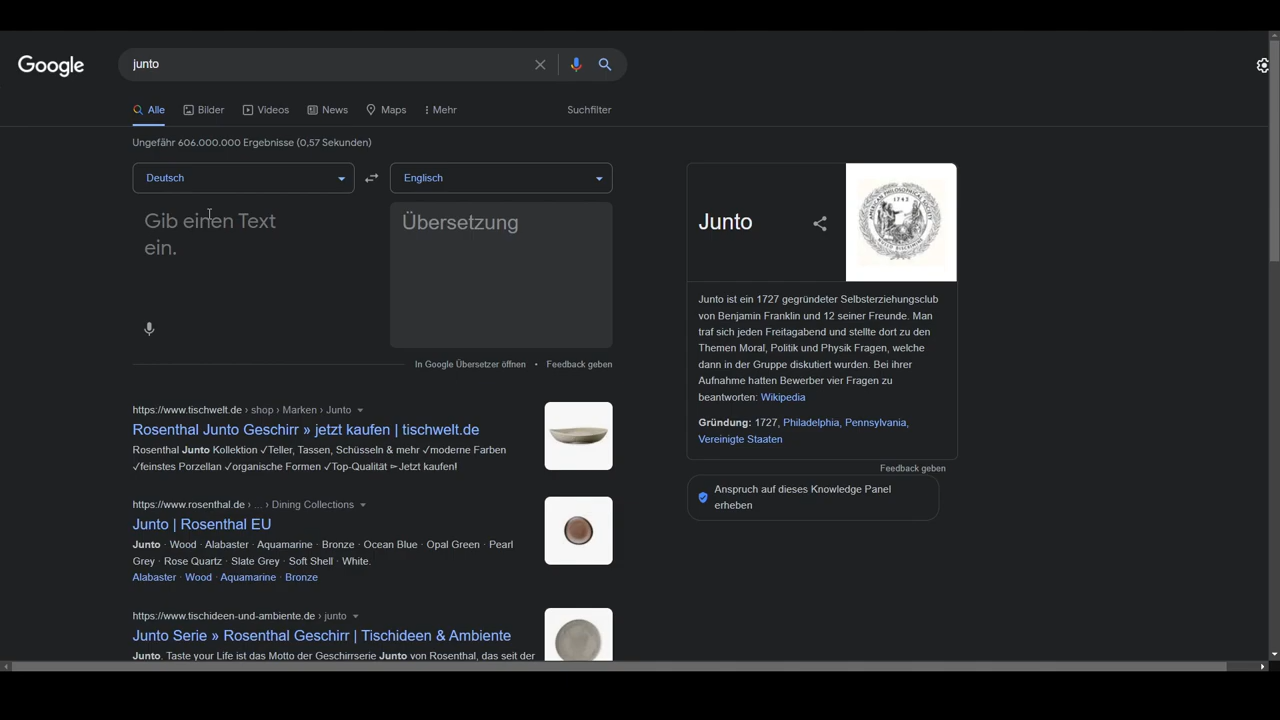 Google
junto
Alle
Bilder
Videos
News
Maps
Mehr
Suchfilter
Ungefähr 606.000.000 Ergebnisse (0,57 Sekunden)
Deutsch
Englisch
Gib einen Text
ein.
Übersetzung
In Google Übersetzer öffnen • Feedback geben
https://www.tischwelt.de › shop › Marken › Junto
Rosenthal Junto Geschirr » jetzt kaufen | tischwelt.de
Rosenthal Junto Kollektion ✓Teller, Tassen, Schüsseln & mehr ✓moderne Farben
✓feinstes Porzellan ✓organische Formen ✓Top-Qualität ➢Jetzt kaufen!
https://www.rosenthal.de › ... › Dining Collections
Junto | Rosenthal EU
Junto · Wood · Alabaster · Aquamarine · Bronze · Ocean Blue · Opal Green · Pearl
Grey · Rose Quartz · Slate Grey · Soft Shell · White.
Alabaster · Wood · Aquamarine · Bronze
https://www.tischideen-und-ambiente.de › junto
Junto Serie » Rosenthal Geschirr | Tischideen & Ambiente
Junto. Taste your Life ist das Motto der Geschirrserie Junto von Rosenthal, das seit der
Junto
1743
Junto ist ein 1727 gegründeter Selbsterziehungsclub
von Benjamin Franklin und 12 seiner Freunde. Man
traf sich jeden Freitagabend und stellte dort zu den
Themen Moral, Politik und Physik Fragen, welche
dann in der Gruppe diskutiert wurden. Bei ihrer
Aufnahme hatten Bewerber vier Fragen zu
beantworten: Wikipedia
Gründung: 1727, Philadelphia, Pennsylvania,
Vereinigte Staaten
Feedback geben
Anspruch auf dieses Knowledge Panel
erheben